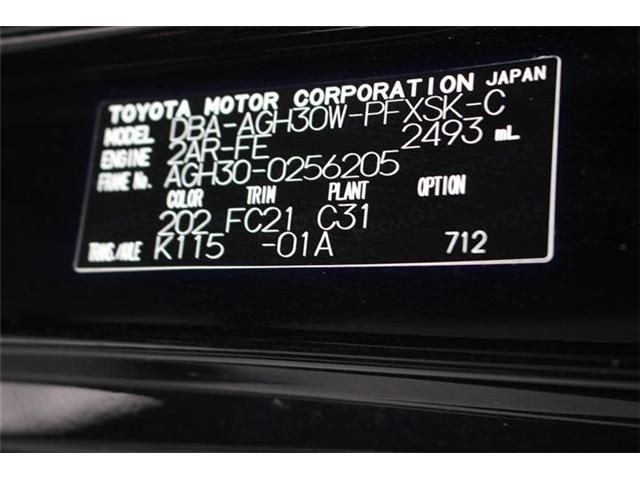 TOYOTA MOTOR CORPORATION JAPAN
MODEL DBA-AGH30W-PFXSK-C
ENGINE 2AR-FE 2493 mL
FRAME No. AGH30-0256205
COLOR TRIM PLANT OPTION
202 FC21 C31
TRANS./AXLE K115 -01A 712